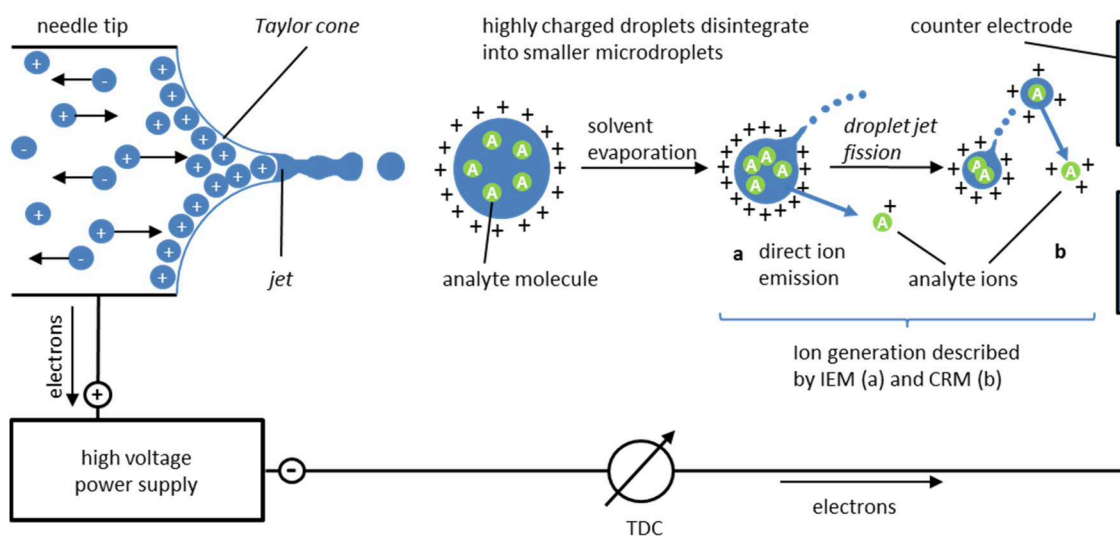 needle tip
Taylor cone
highly charged droplets disintegrate
into smaller microdroplets
counter electrode
solvent
evaporation
droplet jet
fission
jet
analyte molecule
a
direct ion
emission
analyte ions
b
electrons
Ion generation described
by IEM (a) and CRM (b)
high voltage
power supply
TDC
electrons
A
A
A
A
A
A
A
A
A
A
A
A
A
A